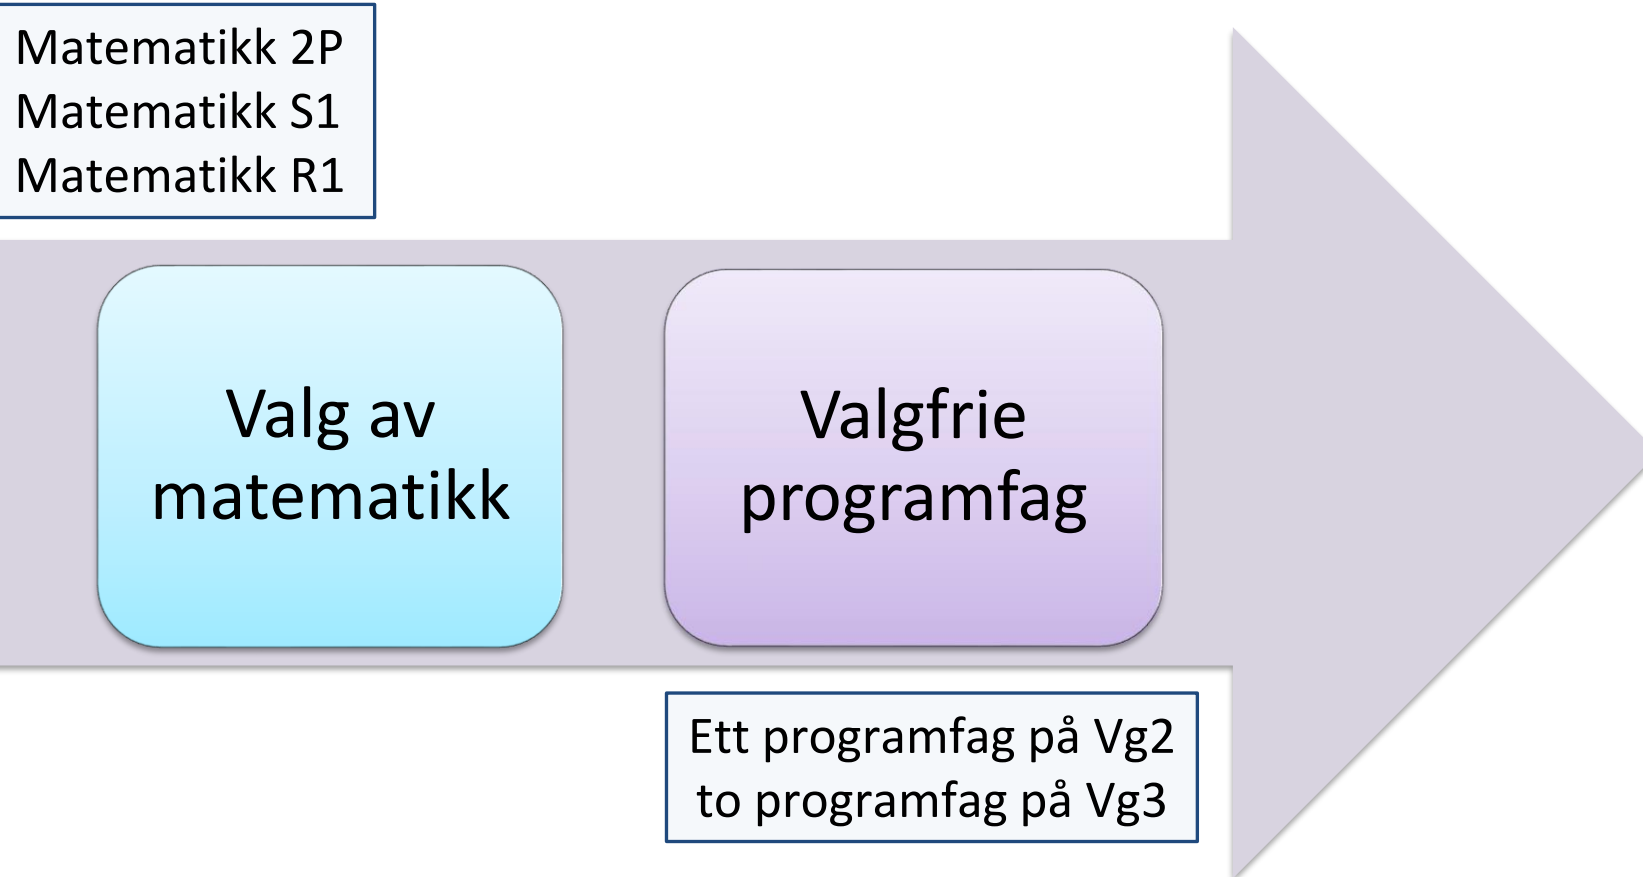 Matematikk 2P
Matematikk S1
Matematikk R1
Valg av
matematikk
Valgfrie
programfag
Ett programfag på Vg2
to programfag på Vg3